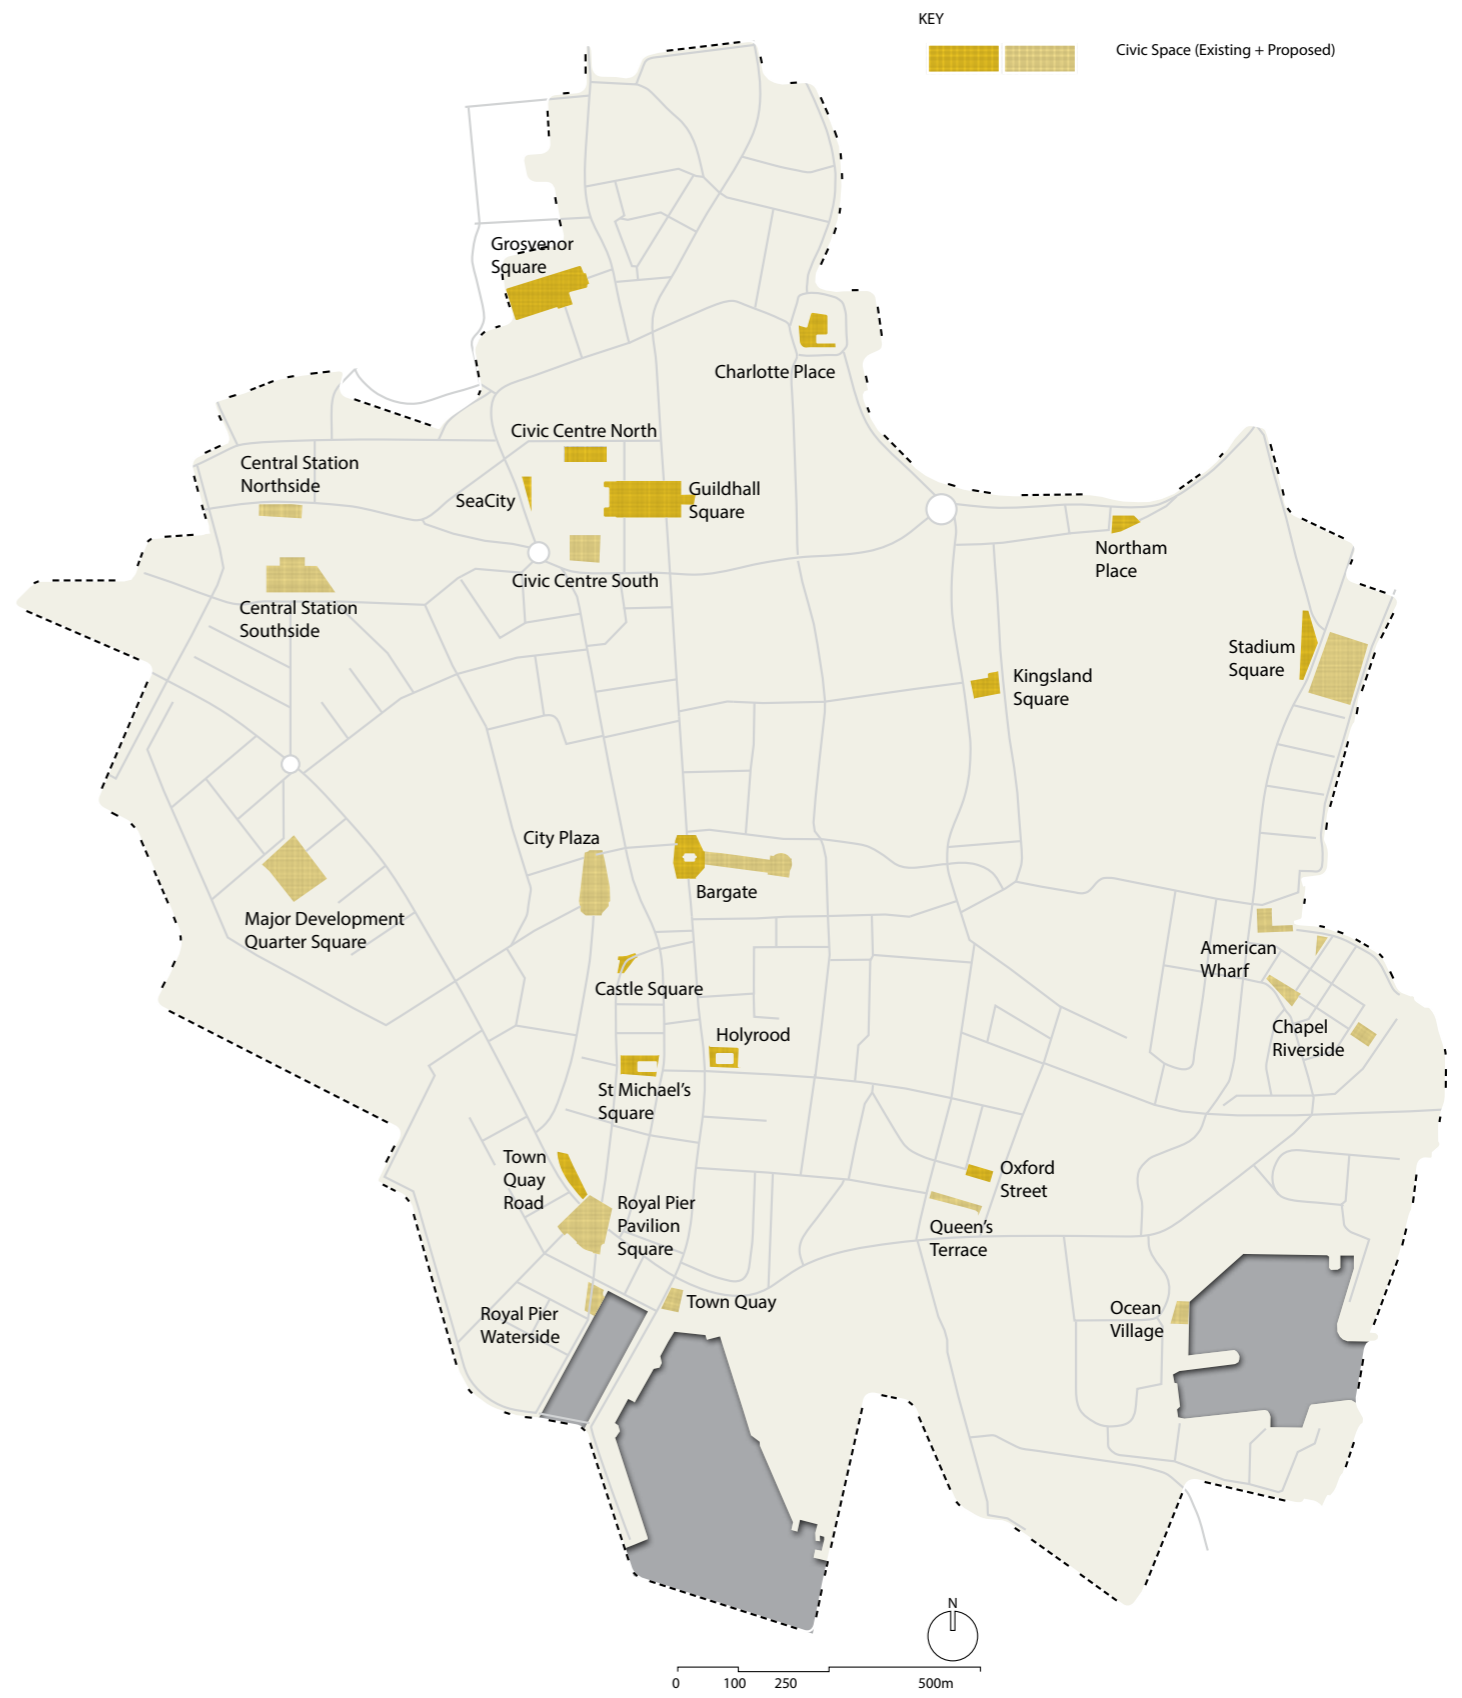 KEY
Civic Space (Existing + Proposed)
Grosvenor
Square
Charlotte Place
Civic Centre North
Central Station
Northside
SeaCity
Guildhall
Square
Northam
Place
Civic Centre South
Central Station
Southside
Stadium
Square
Kingsland
Square
City Plaza
Bargate
Major Development
Quarter Square
American
Wharf
Castle Square
Chapel
Riverside
Holyrood
St Michael’s
Square
Town
Quay
Road
Oxford
Street
Royal Pier
Pavilion
Square
Queen’s
Terrace
Town Quay
Royal Pier
Waterside
Ocean
Village
N
0 100 250 500m